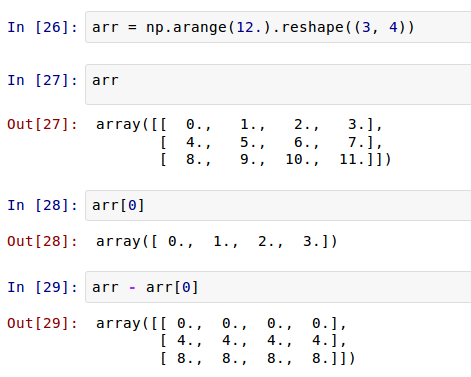 In [26]: arr = np.arange(12.).reshape((3, 4))
In [27]: arr
Out[27]: array([[  0.,   1.,   2.,   3.],
       [  4.,   5.,   6.,   7.],
       [  8.,   9.,  10.,  11.]])
In [28]: arr[0]
Out[28]: array([ 0.,  1.,  2.,  3.])
In [29]: arr - arr[0]
Out[29]: array([[ 0.,  0.,  0.,  0.],
       [ 4.,  4.,  4.,  4.],
       [ 8.,  8.,  8.,  8.]])